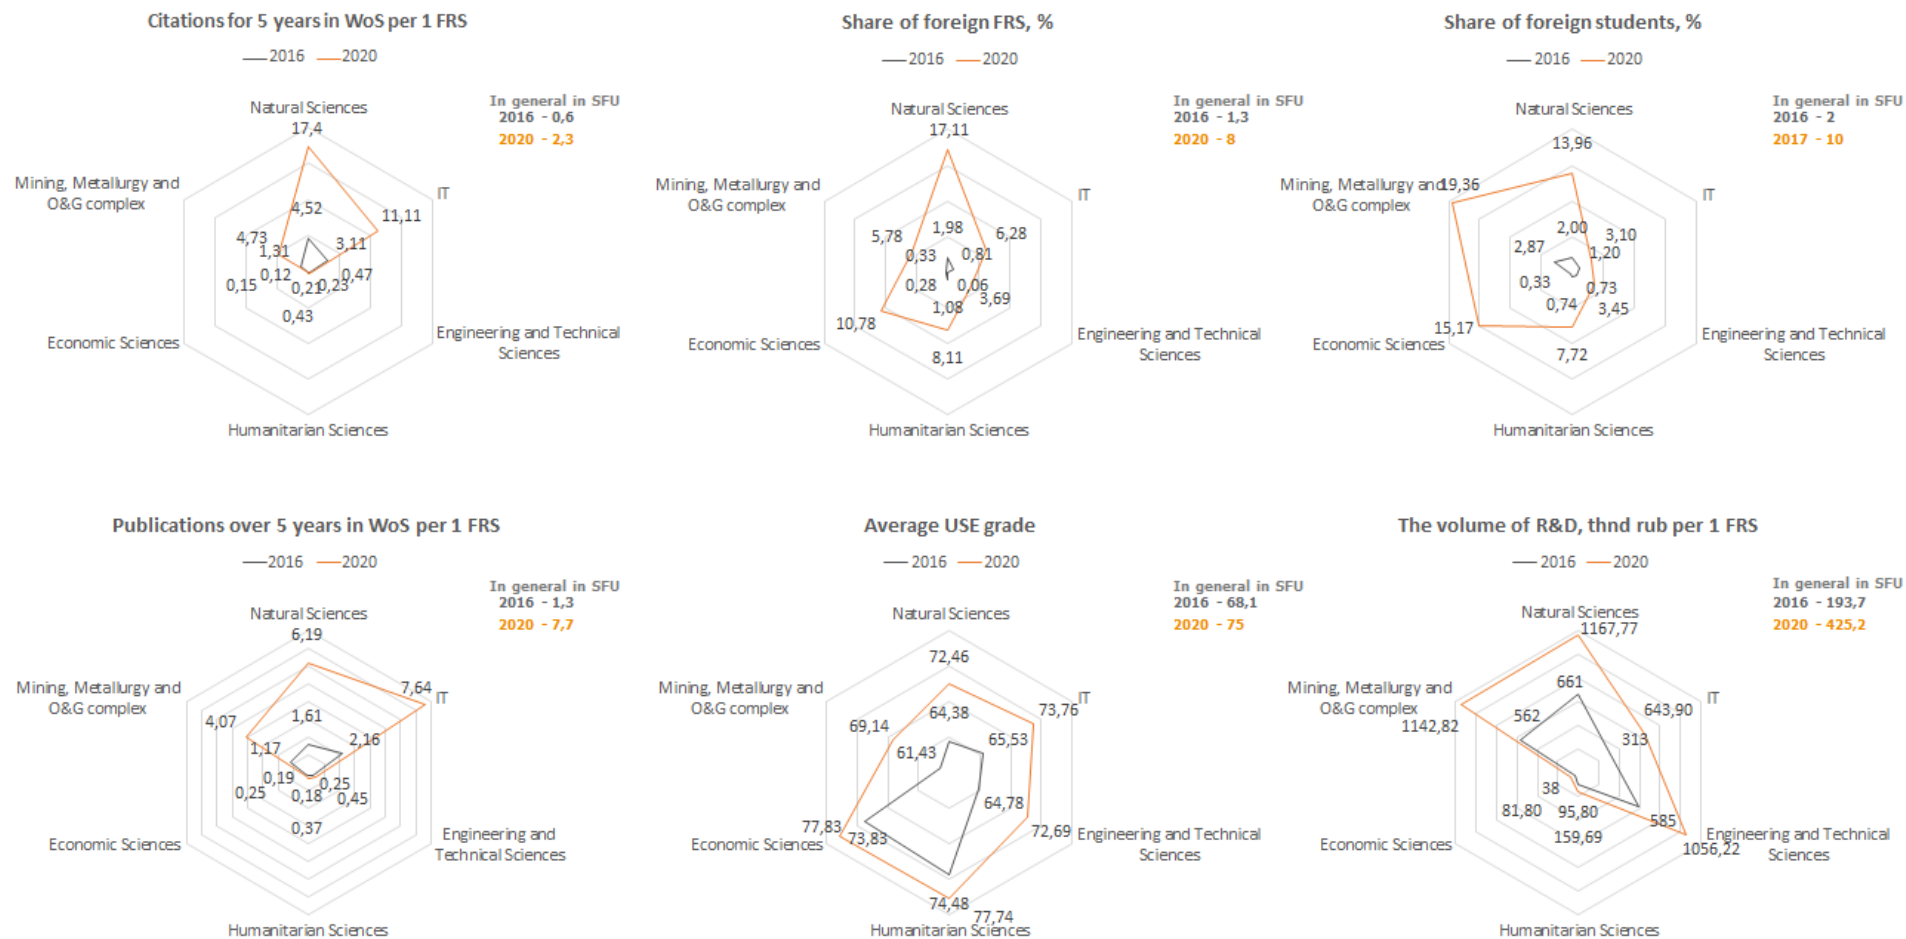 Citations for 5 years in WoS per 1 FRS
2016 2020
In general in SFU
2016 - 0,6
2020 - 2,3
Natural Sciences
17,4
Mining, Metallurgy and
O&G complex
IT
4,52
11,11
4,73
1,31
3,11
0,12
0,47
0,15
0,21
0,23
0,43
Economic Sciences
Engineering and Technical
Sciences
Humanitarian Sciences
Share of foreign FRS, %
2016 2020
In general in SFU
2016 - 1,3
2020 - 8
Natural Sciences
17,11
Mining, Metallurgy and
O&G complex
IT
1,98
5,78
6,28
0,33
0,81
0,28
0,06
3,69
1,08
10,78
8,11
Economic Sciences
Engineering and Technical
Sciences
Humanitarian Sciences
Share of foreign students, %
2016 2020
In general in SFU
2016 - 2
2017 - 10
Natural Sciences
13,96
Mining, Metallurgy and
O&G complex
19,36
IT
2,00
3,10
2,87
1,20
0,33
0,73
0,74
3,45
15,17
7,72
Economic Sciences
Engineering and Technical
Sciences
Humanitarian Sciences
Publications over 5 years in WoS per 1 FRS
2016 2020
In general in SFU
2016 - 1,3
2020 - 7,7
Natural Sciences
6,19
Mining, Metallurgy and
O&G complex
7,64
IT
4,07
1,61
1,17
2,16
0,19
0,25
0,25
0,18
0,45
0,37
Economic Sciences
Engineering and
Technical Sciences
Humanitarian Sciences
Average USE grade
2016 2020
In general in SFU
2016 - 68,1
2020 - 75
Natural Sciences
72,46
Mining, Metallurgy and
O&G complex
IT
69,14
64,38
73,76
61,43
65,53
64,78
77,83
73,83
72,69
Economic Sciences
Engineering and Technical
Sciences
74,48
77,74
Humanitarian Sciences
The volume of R&D, thnd rub per 1 FRS
2016 2020
In general in SFU
2016 - 193,7
2020 - 425,2
Natural Sciences
1167,77
Mining, Metallurgy and
O&G complex
1142,82
IT
661
562
643,90
313
38
81,80
95,80
585
159,69
1056,22
Economic Sciences
Engineering and Technical
Sciences
Humanitarian Sciences